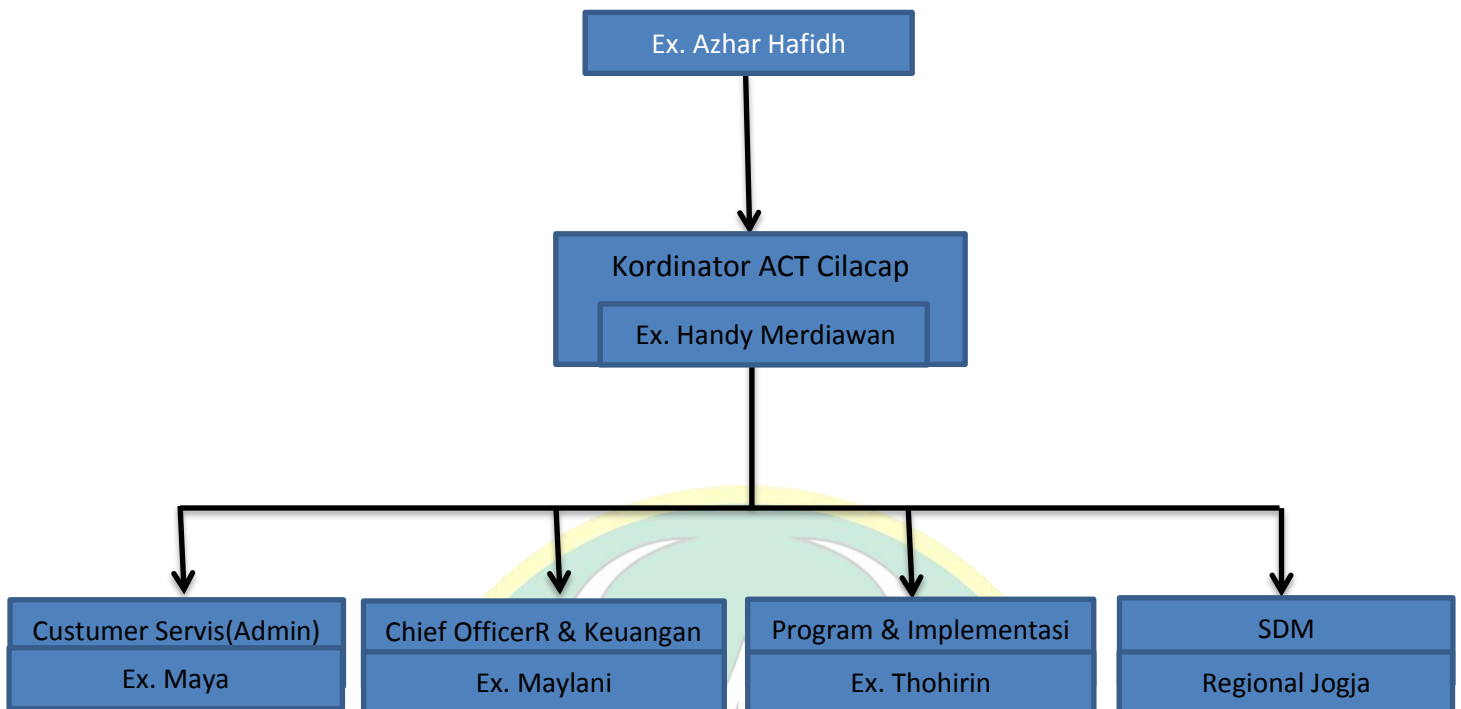 Ex. Azhar Hafidh
Kordinator ACT Cilacap
Ex. Handy Merdiawan
Custumer Servis(Admin)
Ex. Maya
Chief OfficerR & Keuangan
Ex. Maylani
Program & Implementasi
Ex. Thohirin
SDM
Regional Jogja